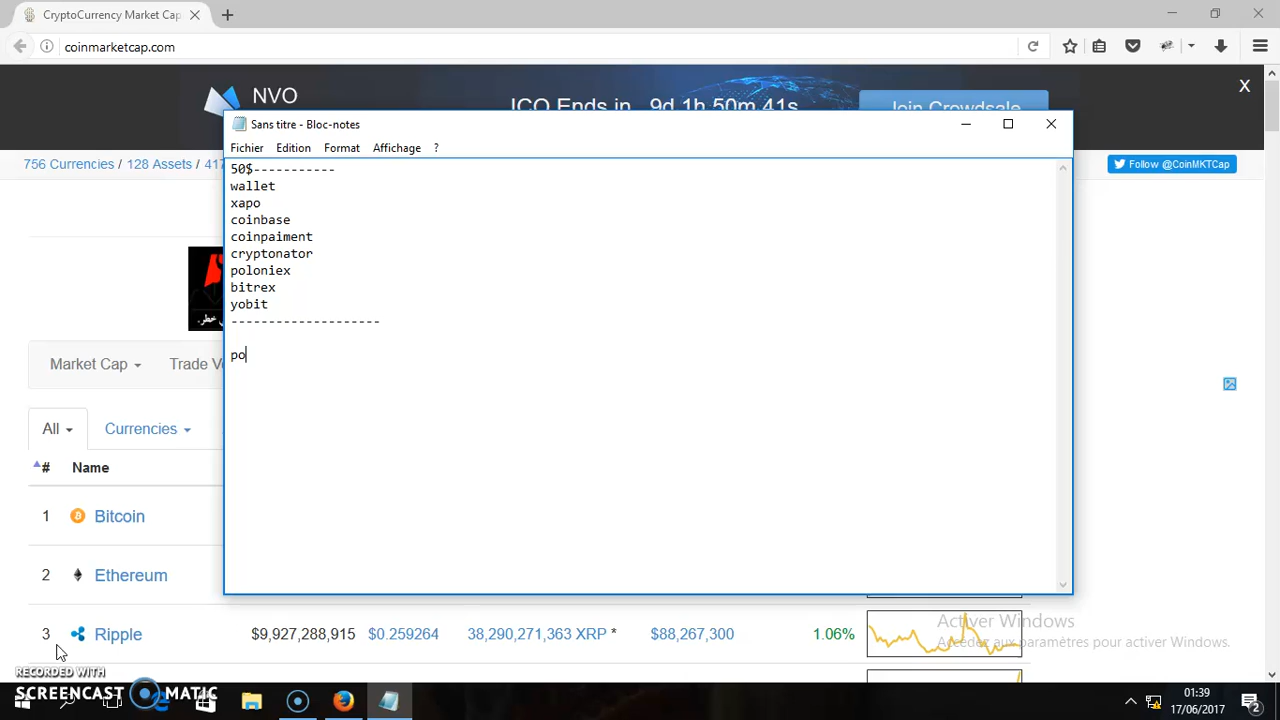 CryptoCurrency Market Cap
coinmarketcap.com
NVO
ICO Ends in 9d 1h 50m 41s
Join Crowdsale
X
Sans titre - Bloc-notes
Fichier Edition Format Affichage ?
756 Currencies / 128 Assets / 417
Follow @CoinMKTCap
50$-----------
wallet
xapo
coinbase
coinpaiment
cryptonator
poloniex
bitrex
yobit
--------------------
po
Market Cap
Trade V
All
Currencies
# Name
1 Bitcoin
2 Ethereum
3 Ripple $9,927,288,915 $0.259264 38,290,271,363 XRP * $88,267,300 1.06%
Activer Windows
Accédez aux paramètres pour activer Windows.
RECORDED WITH
SCREENCAST MATIC
01:39
17/06/2017
2